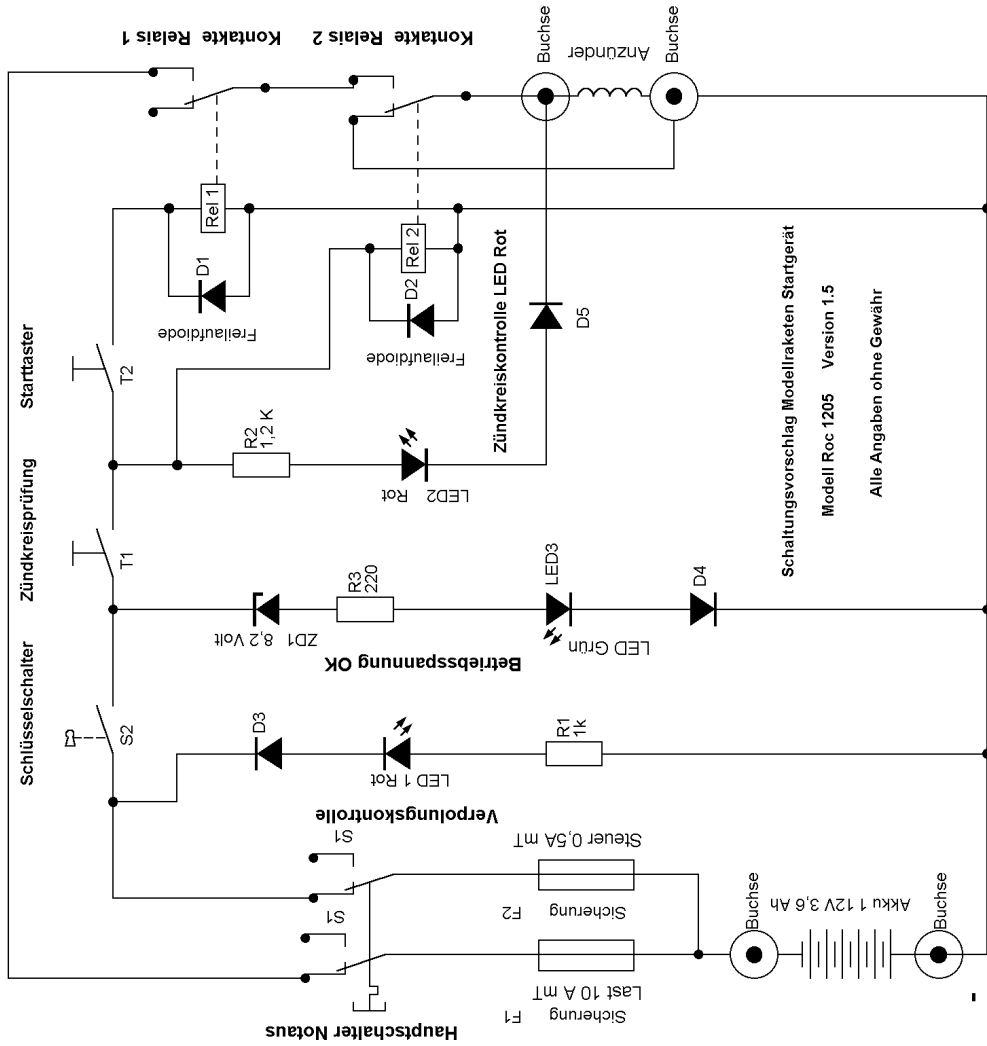 Schlüsselschalter
Zündkreisprüfung
Starttaster
Kontakte Relais 1
Kontakte Relais 2
S2
T1
T2
Rel 1
D1
Freilaufdiode
Rel 2
D2
Freilaufdiode
Buchse
Anzünder
Buchse
Zündkreiskontrolle LED Rot
D5
R2
1,2 K
Rot
LED2
ZD1
8,2 Volt
R3
220
Betriebsspannung OK
LED3
LED Grün
D4
D3
LED 1 Rot
R1
1k
Verpolungskontrolle
S1
S1
Hauptschalter Notaus
Steuer 0,5A mT
Sicherung
F2
Last 10 A mT
Sicherung
F1
Buchse
Akku 1 12V 3,6 Ah
Buchse
Schaltungsvorschlag Modellraketen Startgerät
Modell Roc 1205 Version 1.5
Alle Angaben ohne Gewähr